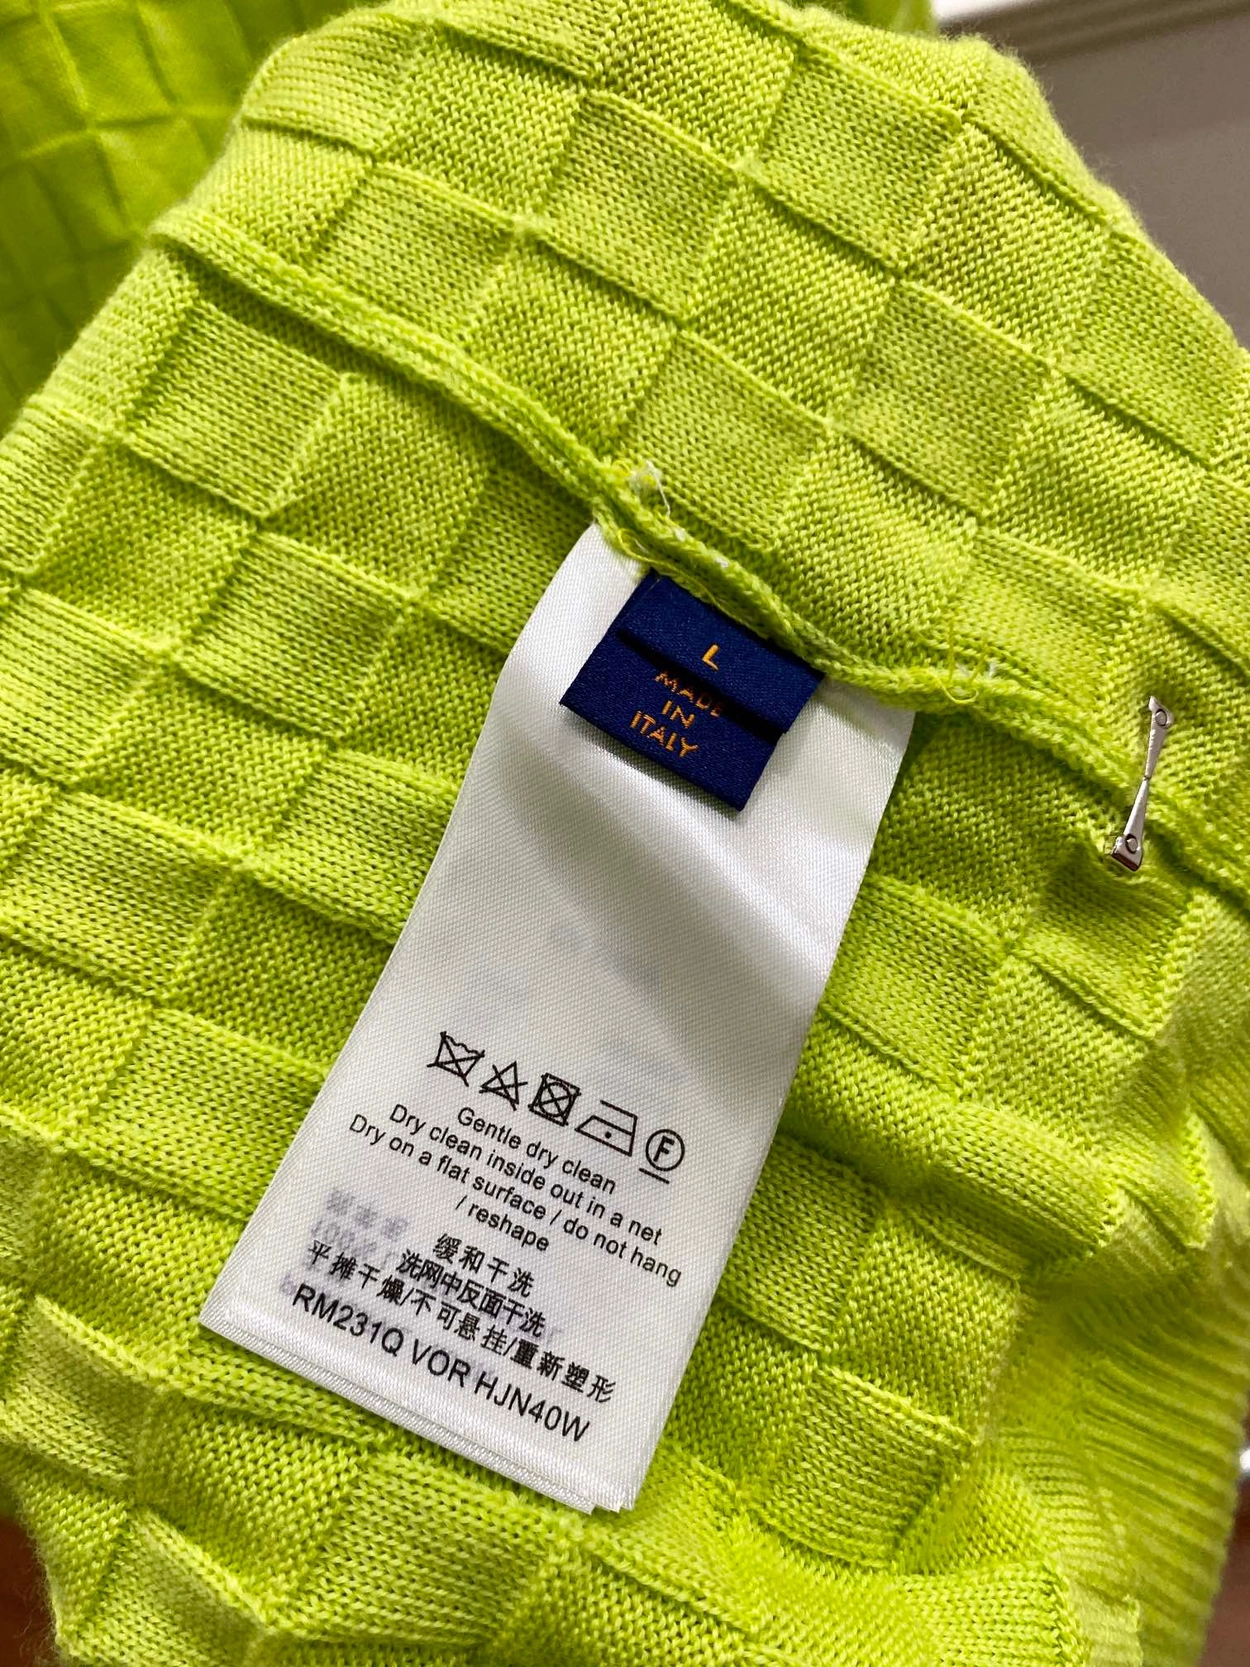 L
MADE
IN
ITALY
F
Gentle dry clean
Dry clean inside out in a net
Dry on a flat surface / do not hang
/ reshape
缓和干洗
洗网中反面干洗
平摊干燥/不可悬挂/重新塑形
RM231Q VOR HJN40W